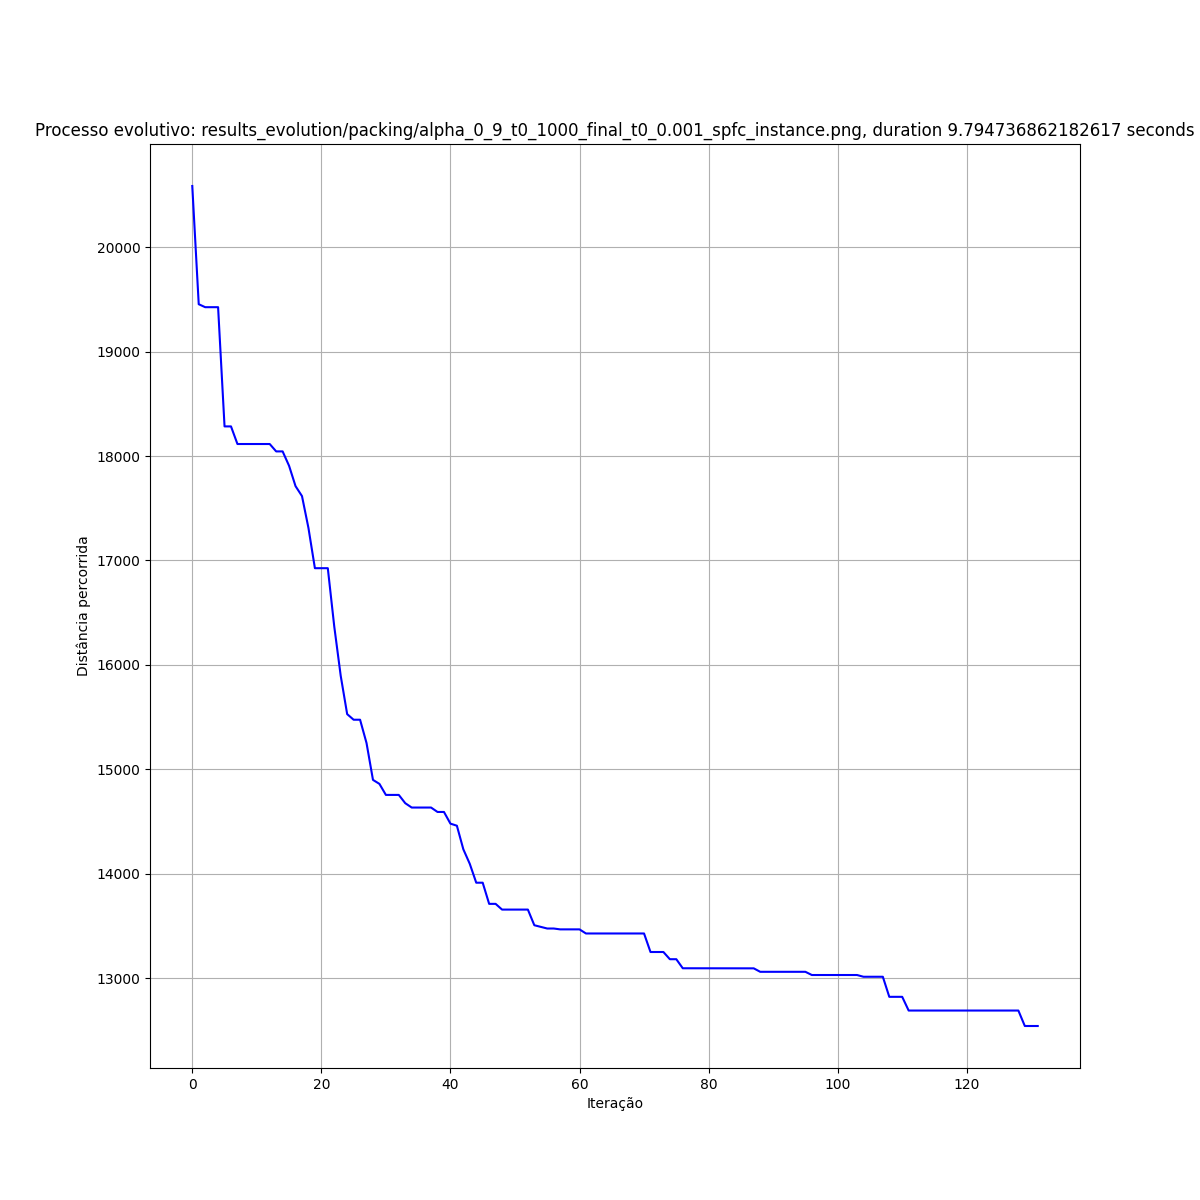 Processo evolutivo: results_evolution/packing/alpha_0_9_t0_1000_final_t0_0.001_spfc_instance.png, duration 9.794736862182617 seconds
20000
19000
18000
17000
16000
15000
14000
13000
Distância percorrida
0 20 40 60 80 100 120
Iteração